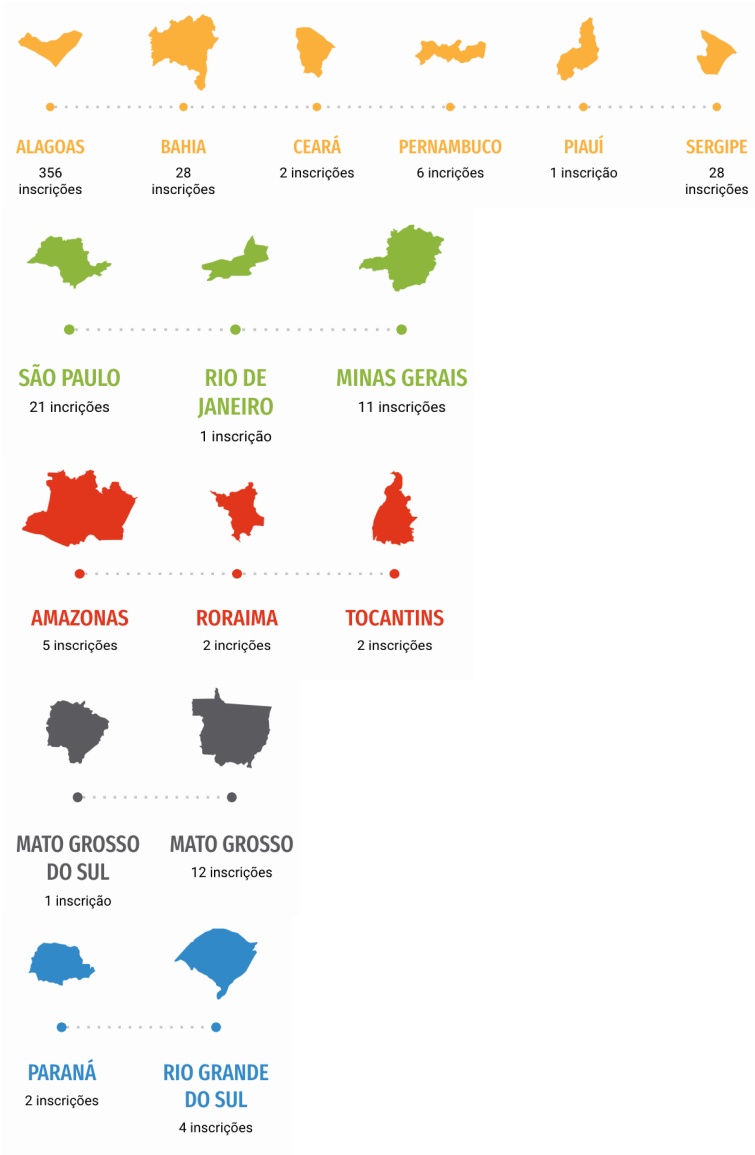 ALAGOAS
356
inscrições
BAHIA
28
inscrições
CEARÁ
2 inscrições
PERNAMBUCO
6 incrições
PIAUÍ
1 inscrição
SERGIPE
28
inscrições
SÃO PAULO
21 incrições
RIO DE
JANEIRO
1 inscrição
MINAS GERAIS
11 inscrições
AMAZONAS
5 inscrições
RORAIMA
2 incrições
TOCANTINS
2 inscrições
MATO GROSSO
DO SUL
1 inscrição
MATO GROSSO
12 inscrições
PARANÁ
2 inscrições
RIO GRANDE
DO SUL
4 inscrições